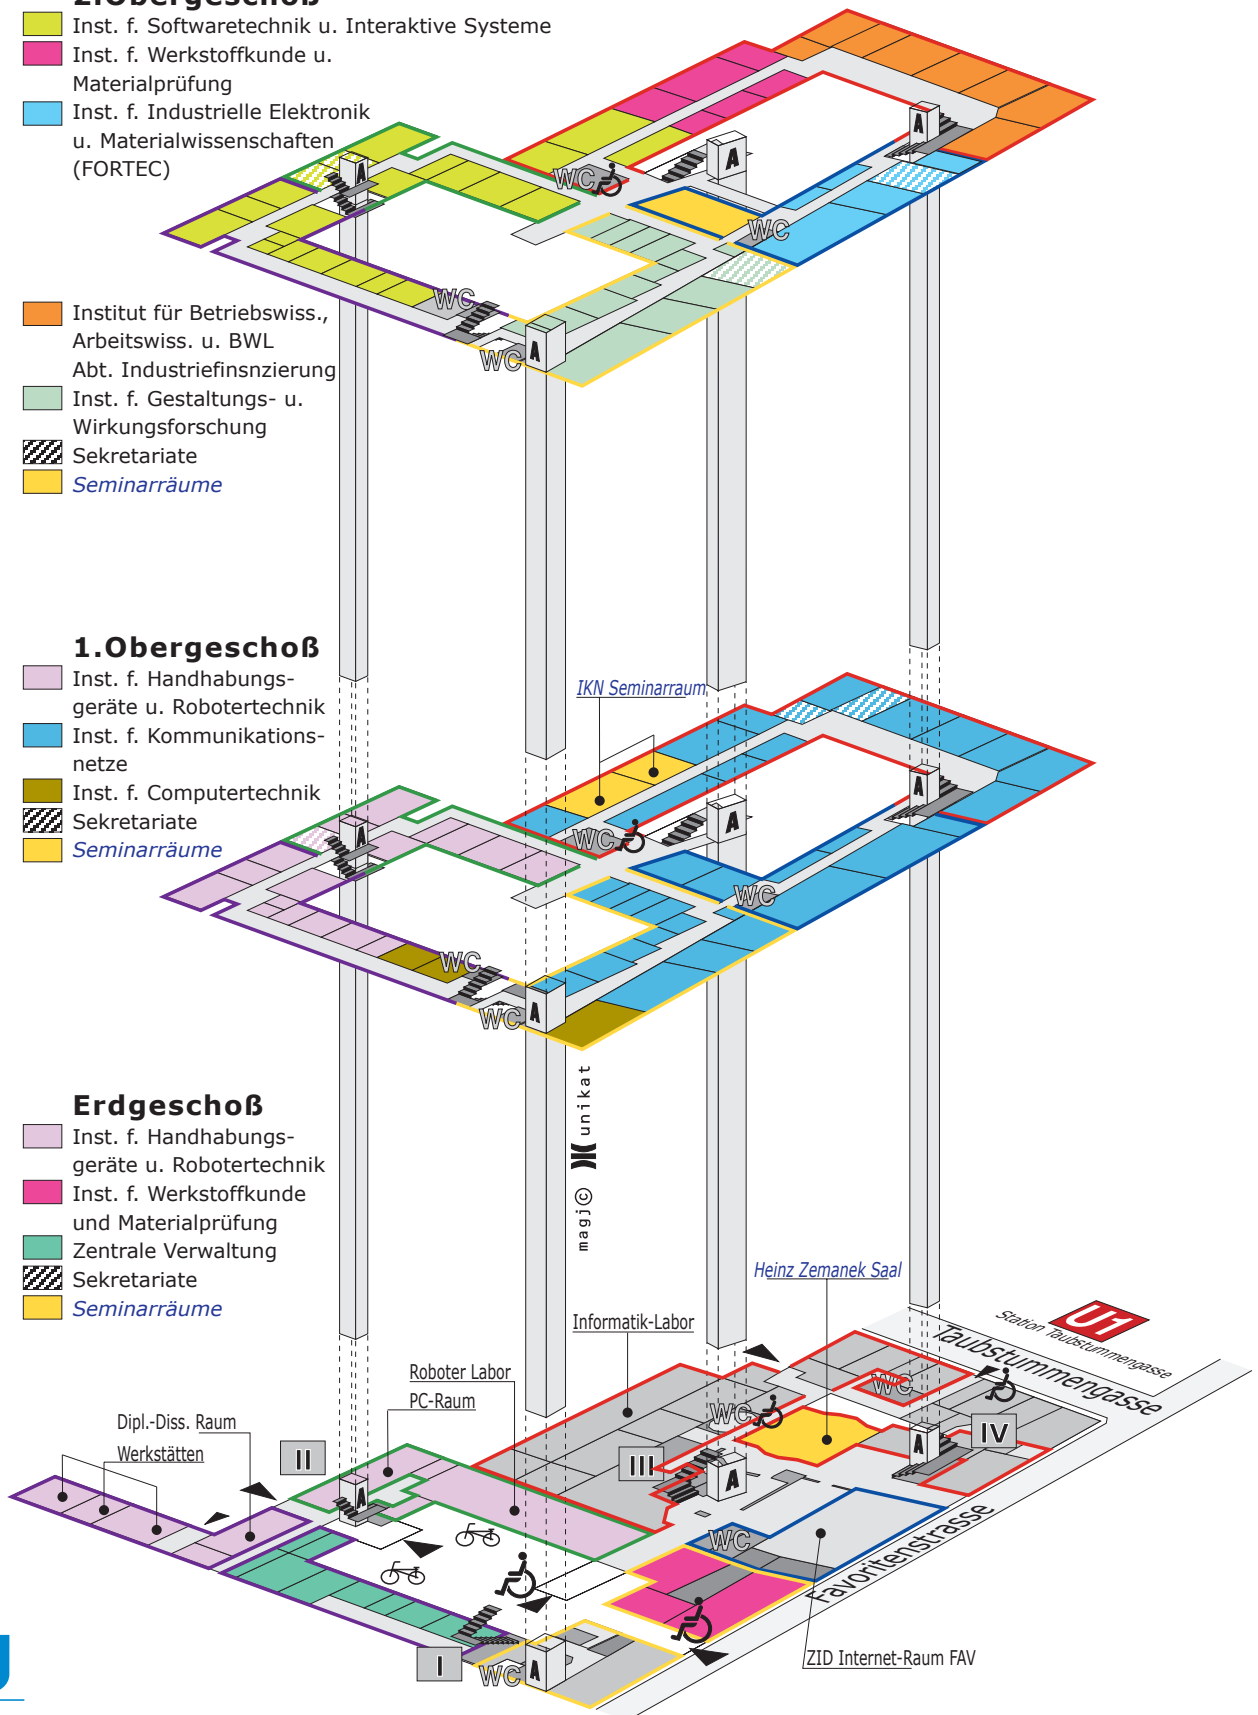 2.Obergeschoß
Inst. f. Softwaretechnik u. Interaktive Systeme
Inst. f. Werkstoffkunde u.
Materialprüfung
Inst. f. Industrielle Elektronik
u. Materialwissenschaften
(FORTEC)
Institut für Betriebswiss.,
Arbeitswiss. u. BWL
Abt. Industriefinsnzierung
Inst. f. Gestaltungs- u.
Wirkungsforschung
Sekretariate
Seminarräume
A
A
A
A
WC
WC
WC
WC
1.Obergeschoß
Inst. f. Handhabungs-
geräte u. Robotertechnik
Inst. f. Kommunikations-
netze
Inst. f. Computertechnik
Sekretariate
Seminarräume
IKN Seminarraum
A
A
A
A
WC
WC
WC
WC
magic unikat
Erdgeschoß
Inst. f. Handhabungs-
geräte u. Robotertechnik
Inst. f. Werkstoffkunde
und Materialprüfung
Zentrale Verwaltung
Sekretariate
Seminarräume
Heinz Zemanek Saal
Informatik-Labor
Roboter Labor
PC-Raum
Dipl.-Diss. Raum
Werkstätten
U1
Station Taubstummengasse
Taubstummengasse
Favoritenstrasse
WC
WC
WC
WC
A
A
A
A
I
II
III
IV
ZID Internet-Raum FAV